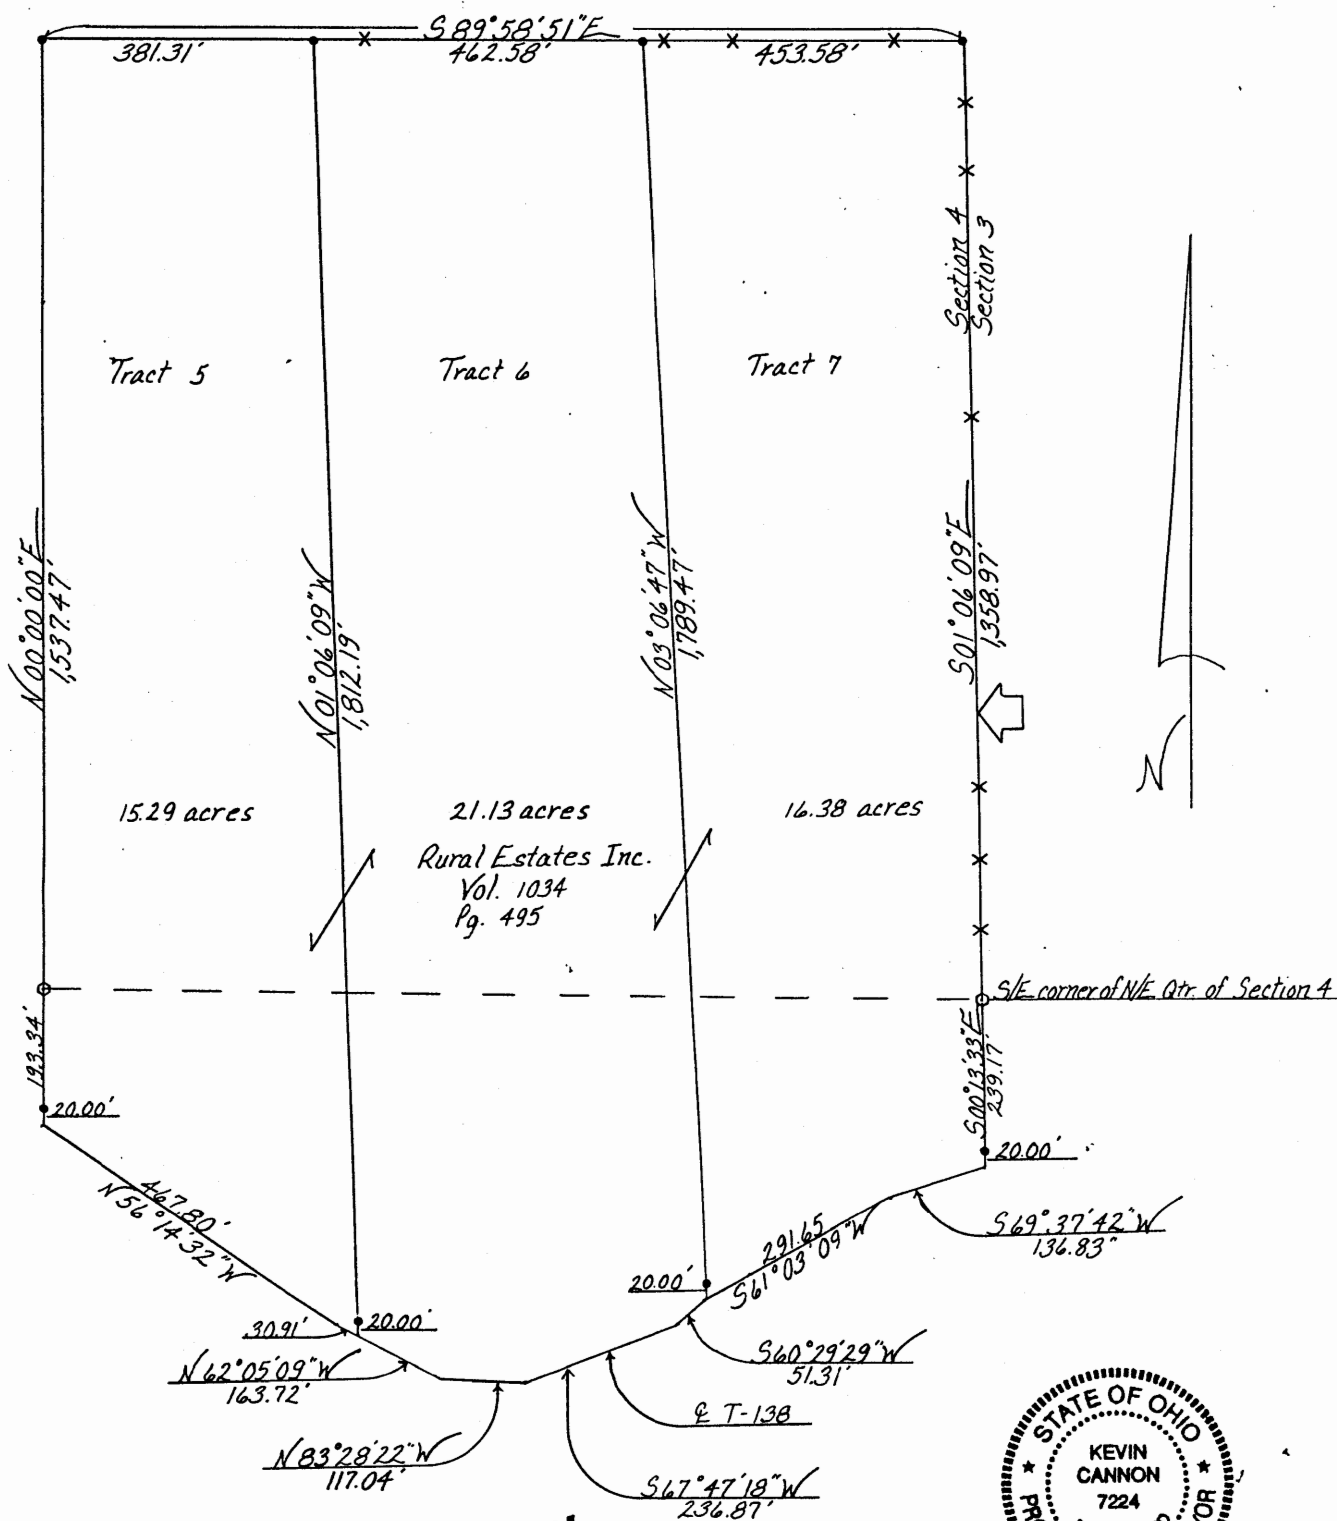 S 89°58'51"E
381.31'
462.58'
453.58'
Section 4
Section 3
Tract 5
Tract 6
Tract 7
N 00°00'00"E
1,537.47'
N 01°06'09"W
1,812.19'
N 03°06'47"W
1,789.47'
S01°06'09"E
1,358.97'
N
15.29 acres
21.13 acres
16.38 acres
Rural Estates Inc.
Vol. 1034
Pg. 495
S/E corner of N/E Qtr. of Section 4
193.34'
S00°13'33"E
239.17'
20.00'
20.00'
467.80'
N 56°14'32"W
291.65
S61°03'09"W
S69°37'42"W
136.83"
20.00'
30.91'
20.00'
N 62°05'09"W
163.72'
S60°29'29"W
51.31'
℄ T-138
N 83°28'22"W
117.04'
S67°47'18"W
236.87'
STATE OF OHIO
KEVIN
CANNON
7224